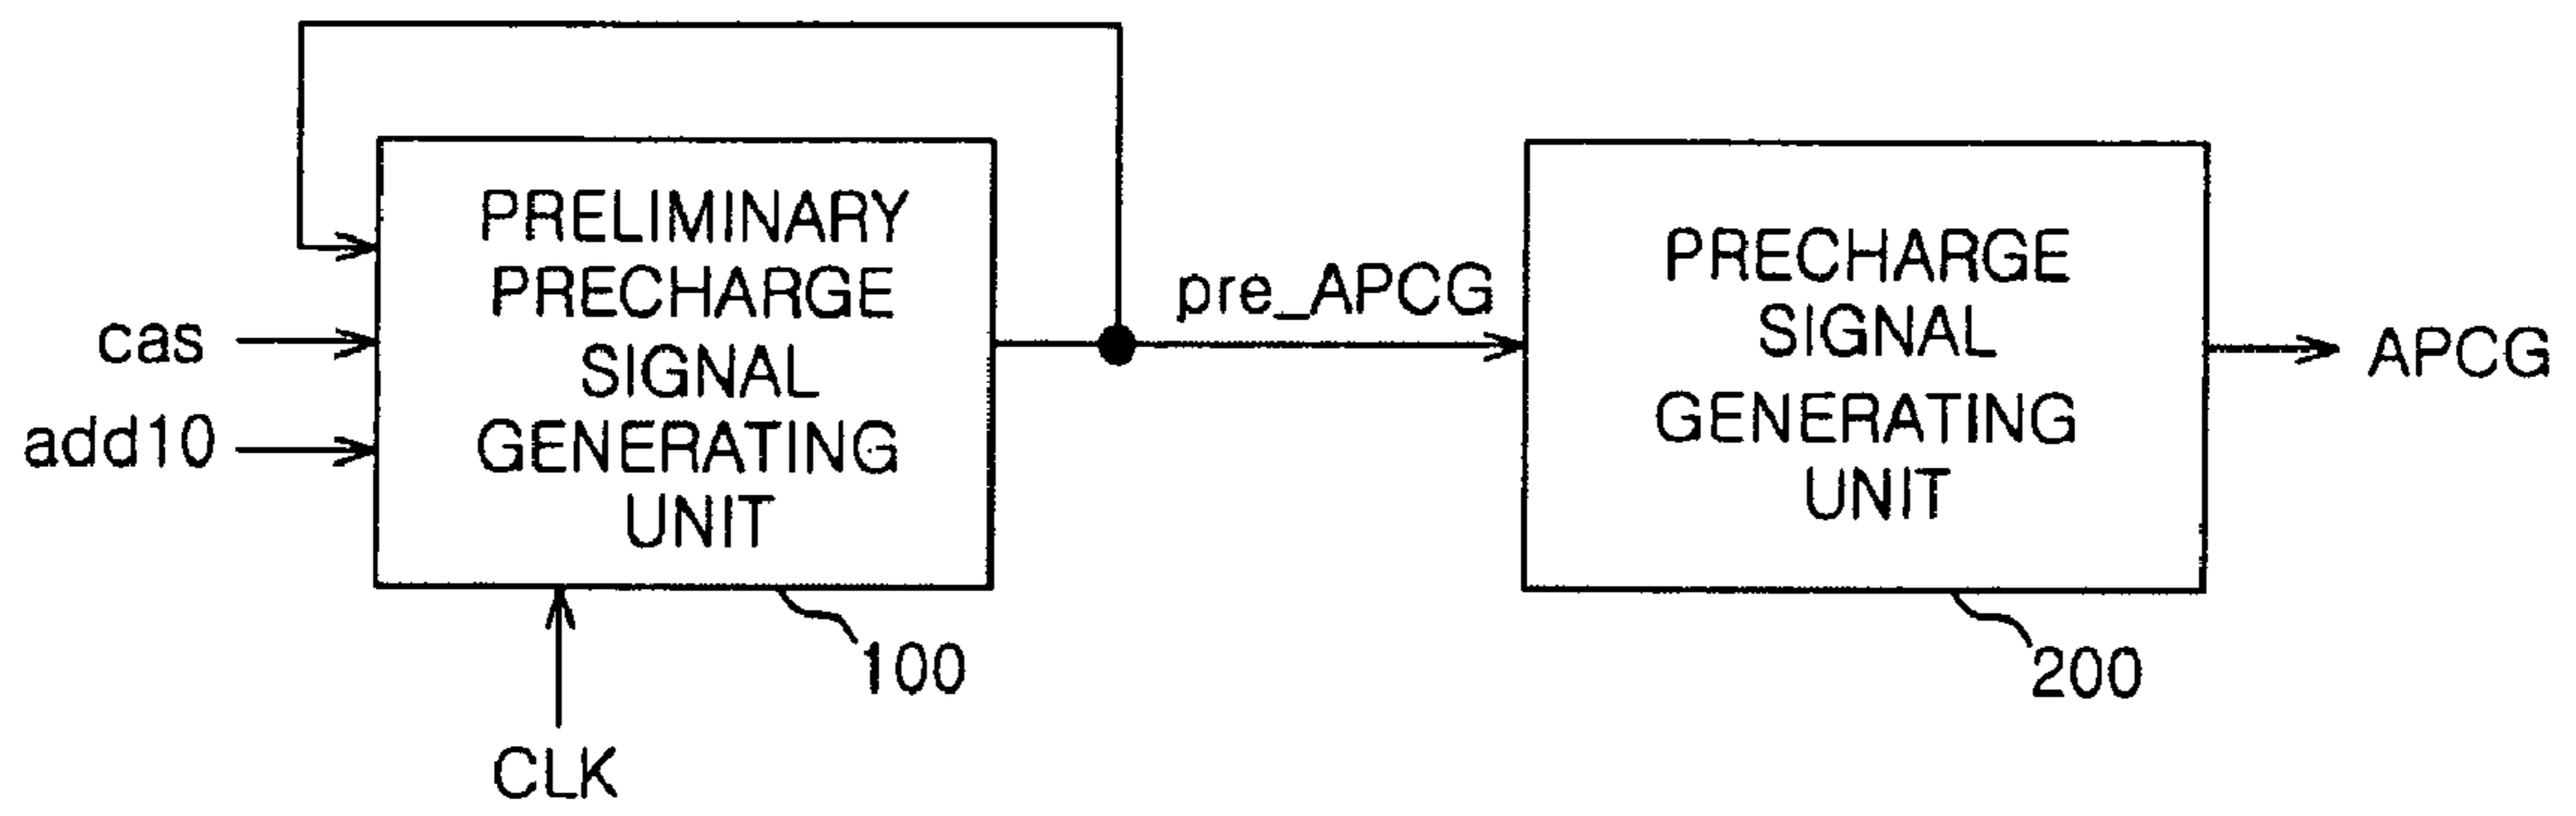 PRELIMINARY
PRECHARGE
SIGNAL
GENERATING
UNIT
cas
add10
CLK
100
pre_APCG
PRECHARGE
SIGNAL
GENERATING
UNIT
200
APCG